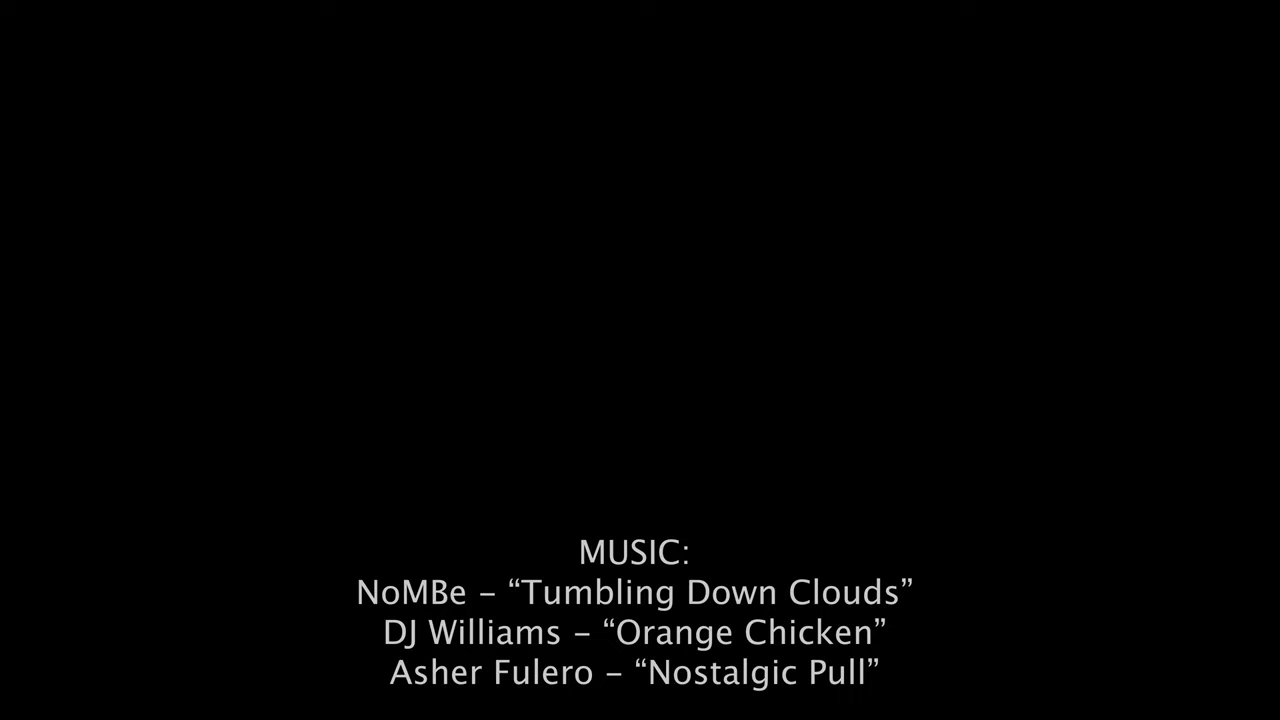 MUSIC:
NoMBe – “Tumbling Down Clouds”
DJ Williams – “Orange Chicken”
Asher Fulero – “Nostalgic Pull”